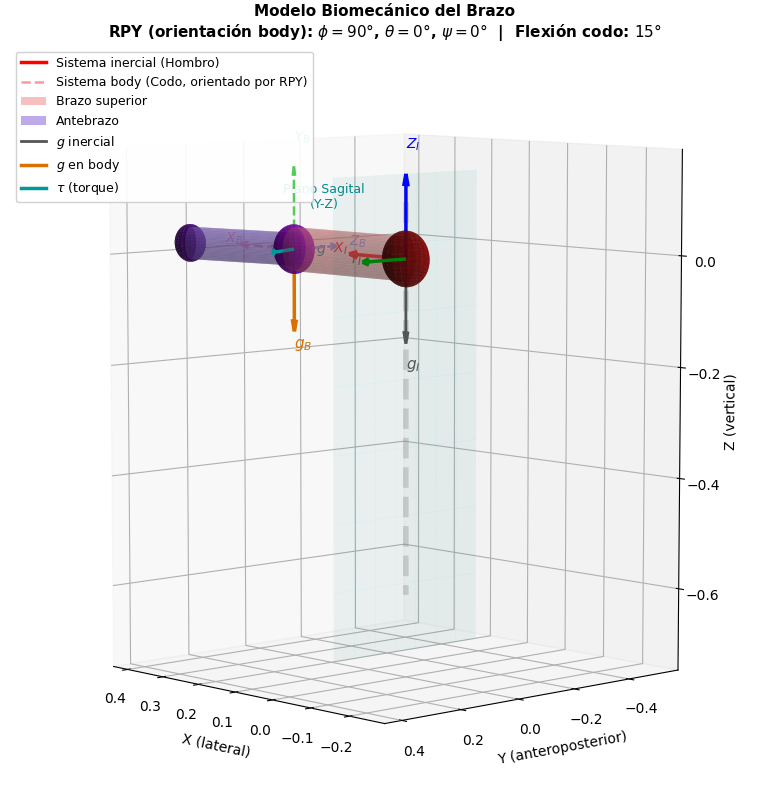 Modelo Biomecánico del Brazo
RPY (orientación body): ϕ = 90°, θ = 0°, ψ = 0° | Flexión codo: 15°
Sistema inercial (Hombro)
Sistema body (Codo, orientado por RPY)
Brazo superior
Antebrazo
g inercial
g en body
τ (torque)
Z_I
Sagital
(Y-Z)
X_I
Z_B
g
g_B
g_I
0.0
−0.2
−0.4
−0.6
Z (vertical)
0.4
0.3
0.2
0.1
0.0
−0.1
−0.2
X (lateral)
0.4
0.2
0.0
−0.2
−0.4
Y (anteroposterior)